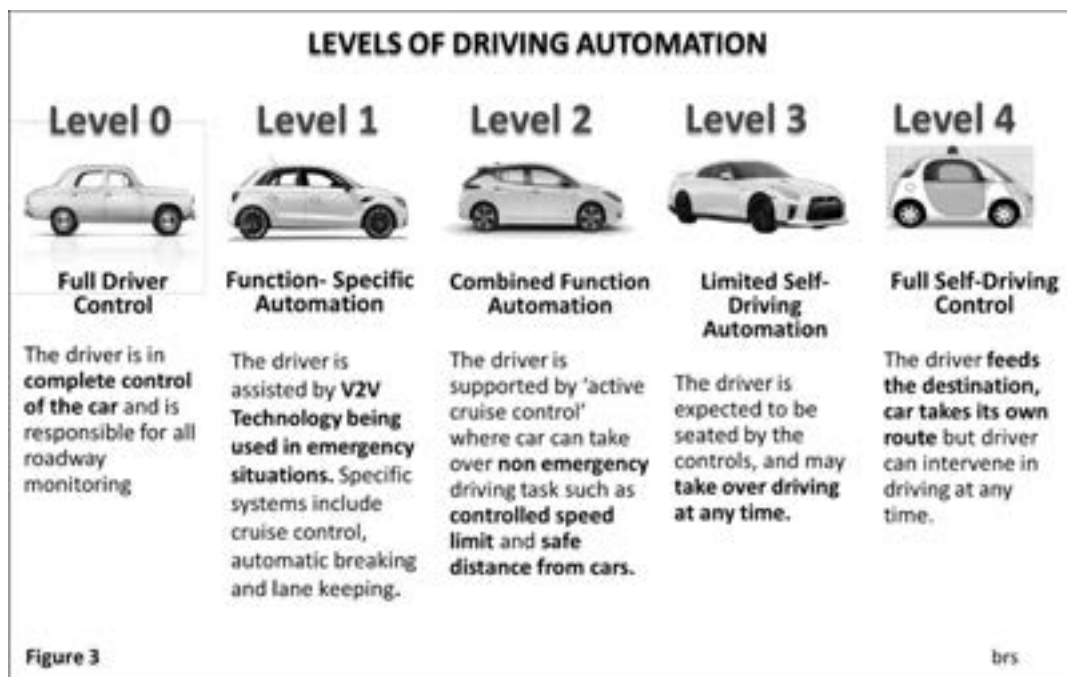 LEVELS OF DRIVING AUTOMATION
Level 0
Full Driver
Control
The driver is in
complete control
of the car and is
responsible for all
roadway
monitoring
Level 1
Function- Specific
Automation
The driver is
assisted by V2V
Technology being
used in emergency
situations. Specific
systems include
cruise control,
automatic breaking
and lane keeping.
Level 2
Combined Function
Automation
The driver is
supported by ‘active
cruise control’
where car can take
over non emergency
driving task such as
controlled speed
limit and safe
distance from cars.
Level 3
Limited Self-
Driving
Automation
The driver is
expected to be
seated by the
controls, and may
take over driving
at any time.
Level 4
Full Self-Driving
Control
The driver feeds
the destination,
car takes its own
route but driver
can intervene in
driving at any
time.
Figure 3
brs